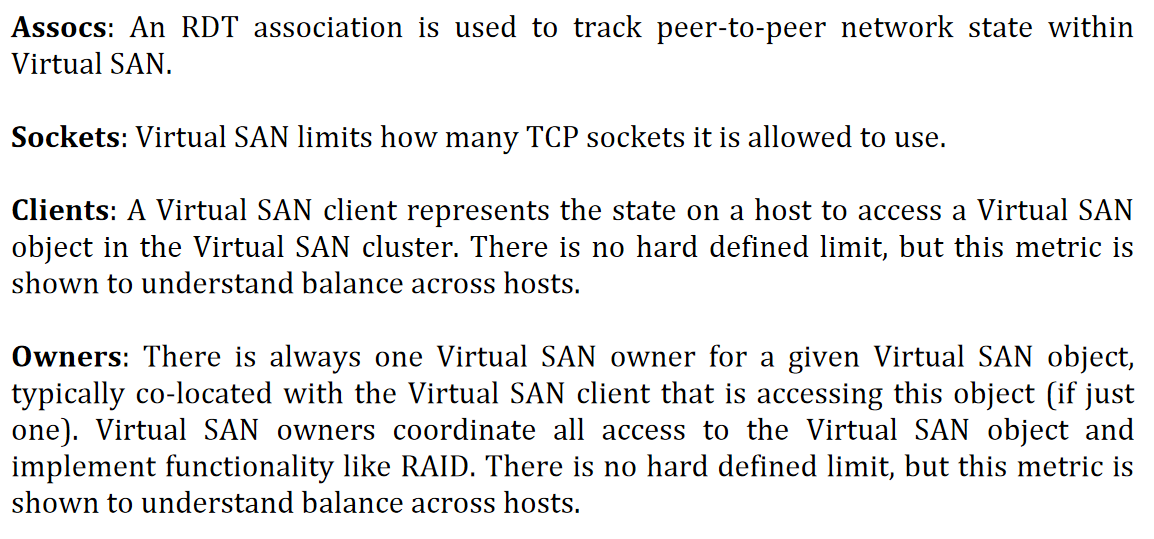 Assocs: An RDT association is used to track peer-to-peer network state within
Virtual SAN.
Sockets: Virtual SAN limits how many TCP sockets it is allowed to use.
Clients: A Virtual SAN client represents the state on a host to access a Virtual SAN
object in the Virtual SAN cluster. There is no hard defined limit, but this metric is
shown to understand balance across hosts.
Owners: There is always one Virtual SAN owner for a given Virtual SAN object,
typically co-located with the Virtual SAN client that is accessing this object (if just
one). Virtual SAN owners coordinate all access to the Virtual SAN object and
implement functionality like RAID. There is no hard defined limit, but this metric is
shown to understand balance across hosts.